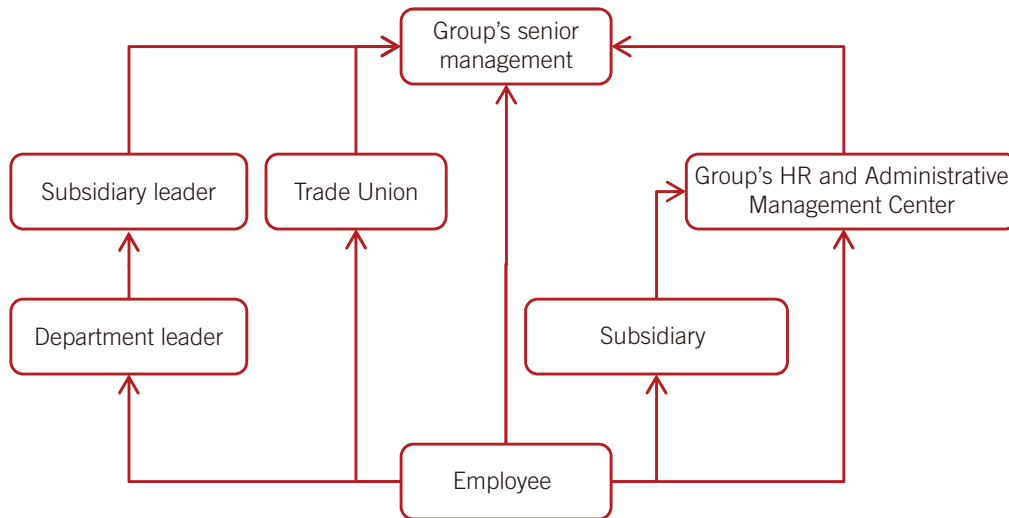 Group’s senior
management
Subsidiary leader
Trade Union
Group’s HR and Administrative
Management Center
Department leader
Subsidiary
Employee